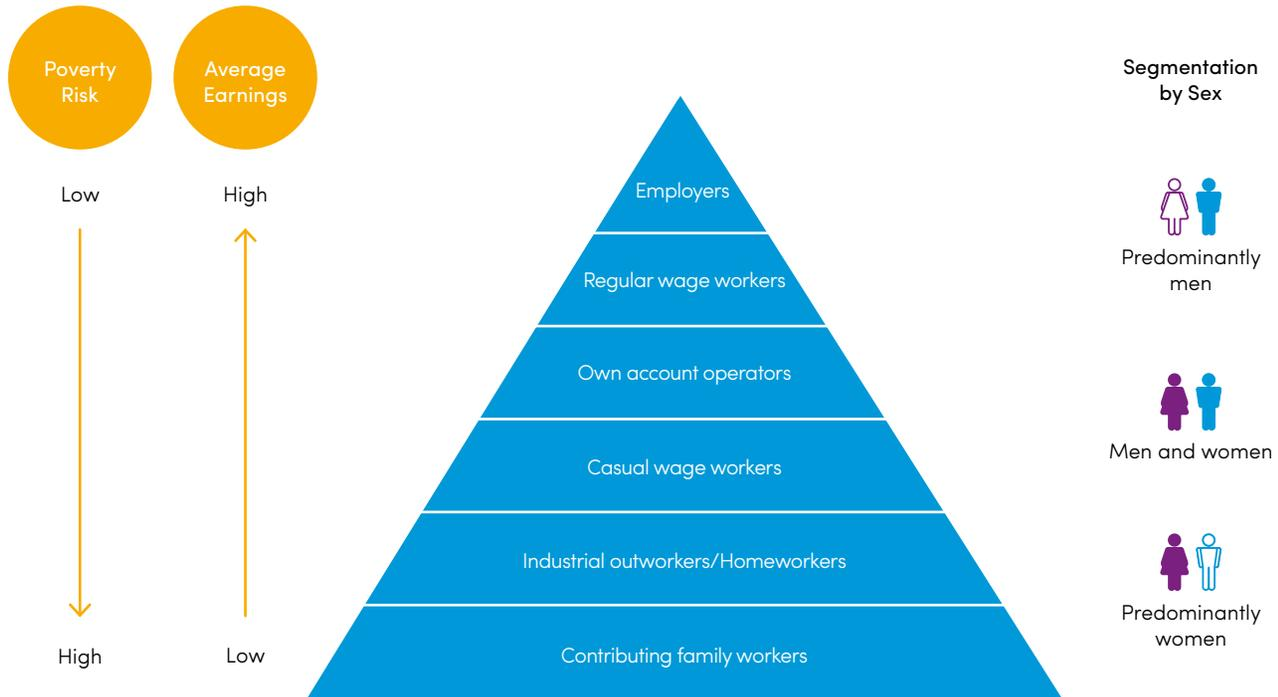 Poverty
Risk
Average
Earnings
Segmentation
by Sex
Low
High
Employers
Predominantly
men
Regular wage workers
Own account operators
Men and women
Casual wage workers
Industrial outworkers/Homeworkers
Predominantly
women
High
Low
Contributing family workers